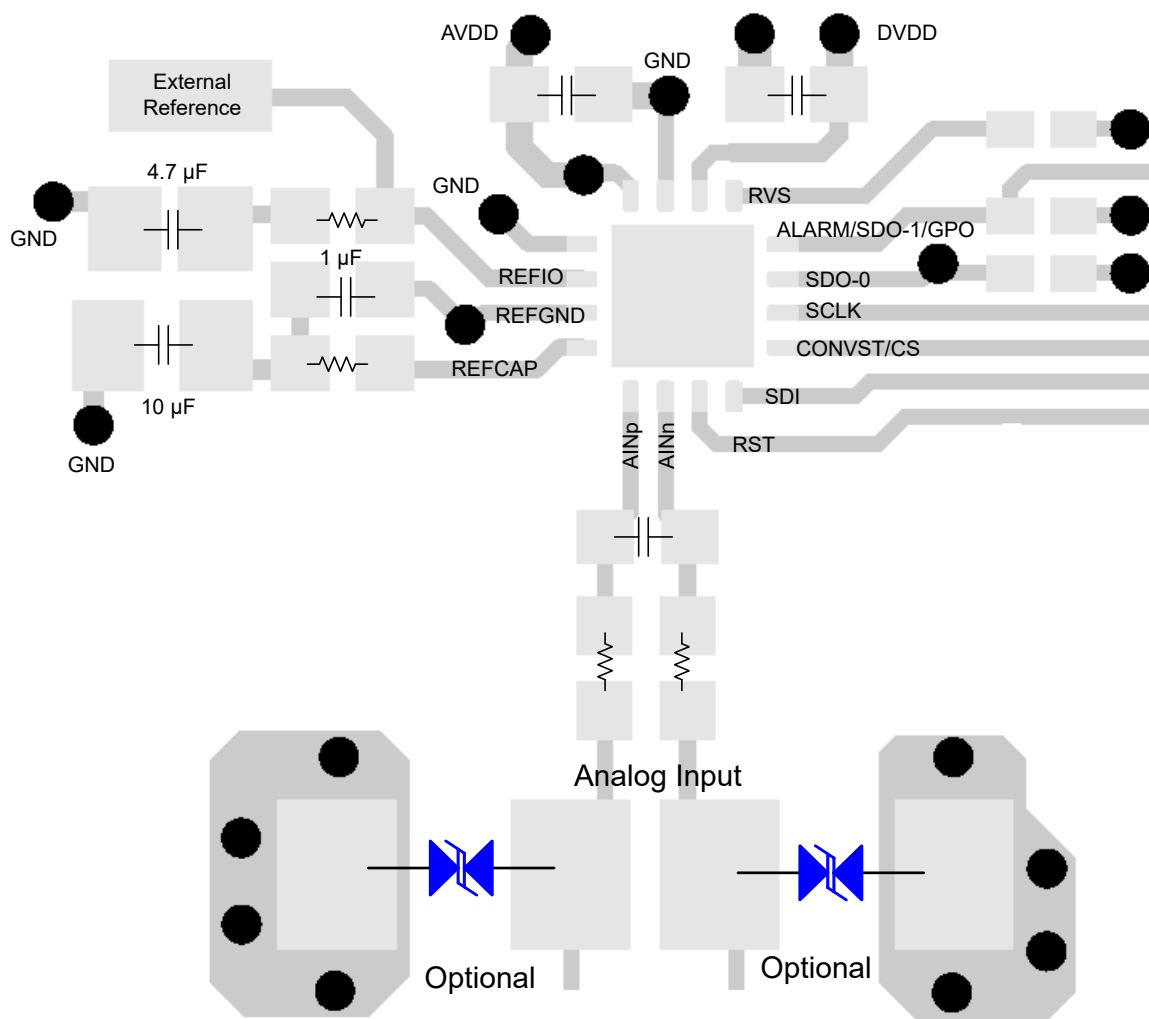 AVDD
DVDD
GND
External
Reference
4.7 µF
GND
RVS
GND
ALARM/SDO-1/GPO
1 µF
REFIO
SDO-0
REFGND
SCLK
CONVST/CS
REFCAP
SDI
10 µF
GND
AINp
AINn
RST
Analog Input
Optional
Optional